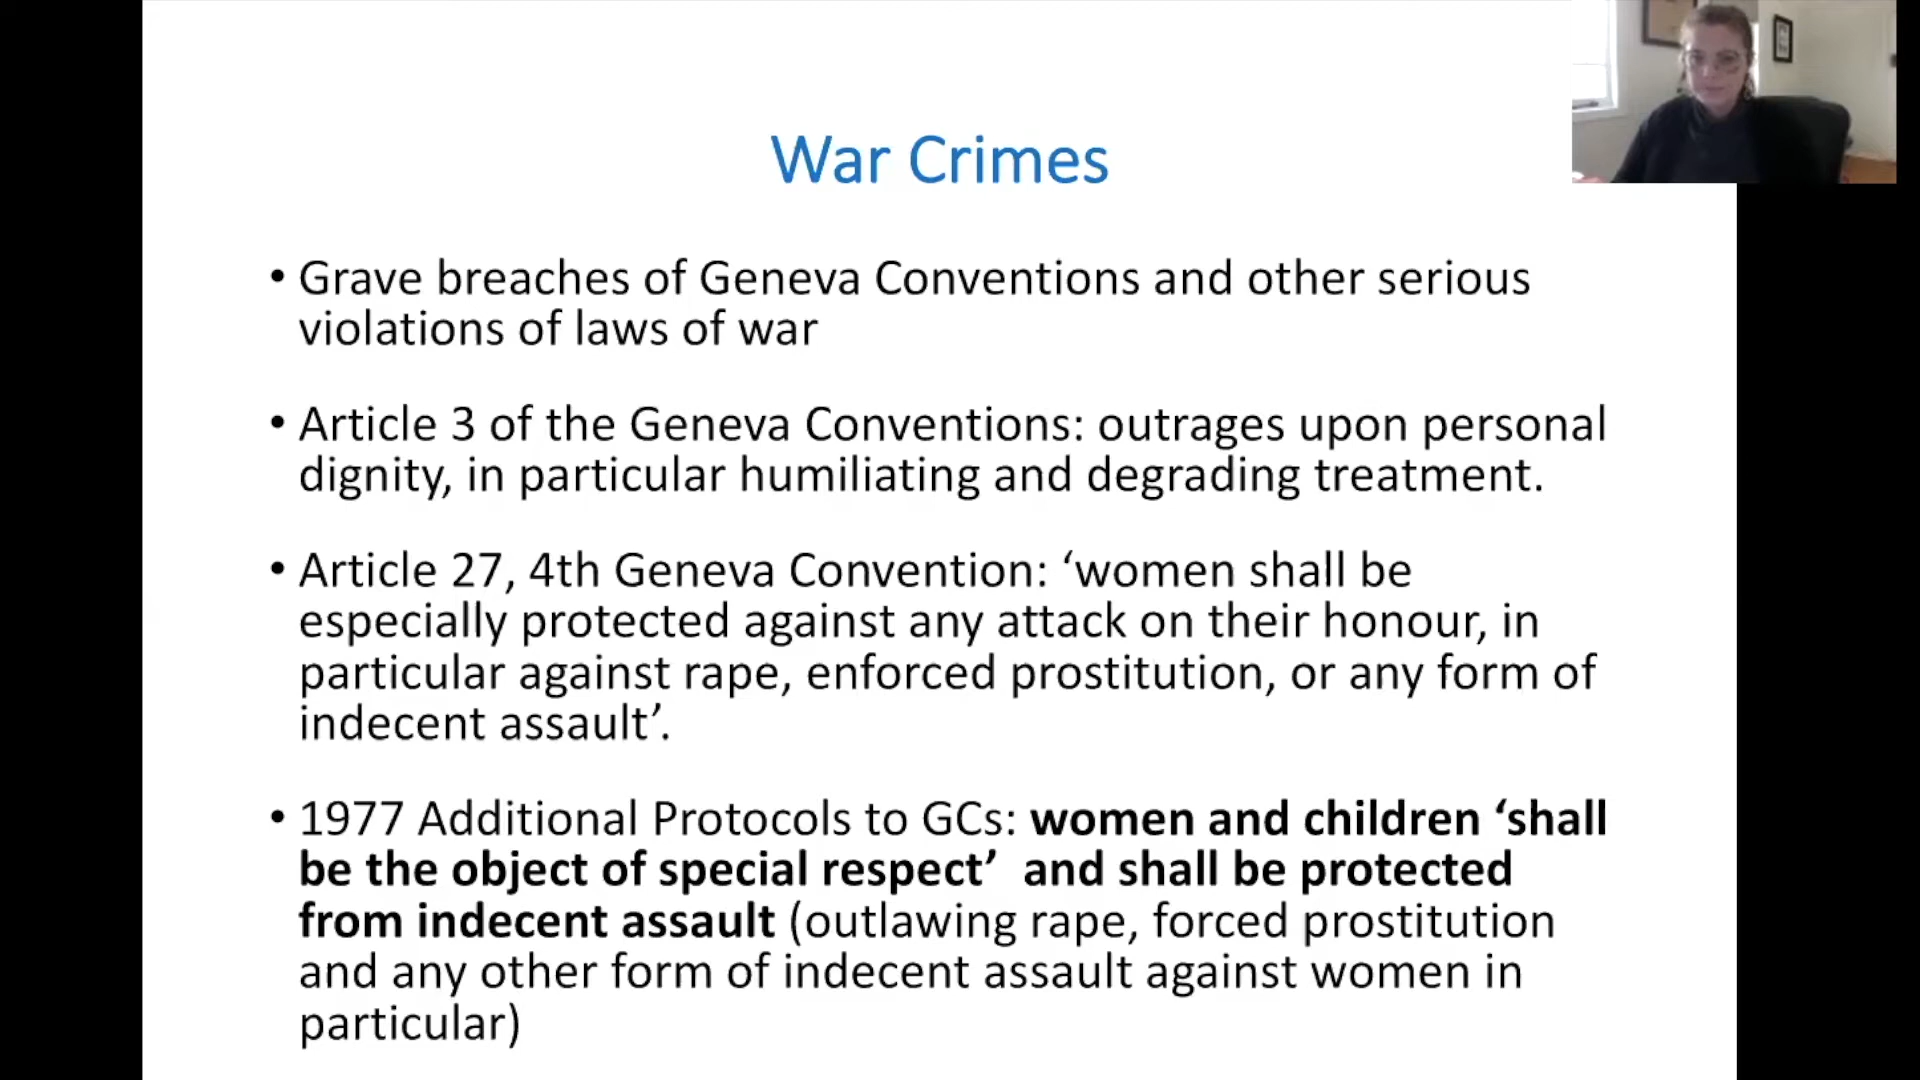 War Crimes
• Grave breaches of Geneva Conventions and other serious
violations of laws of war
• Article 3 of the Geneva Conventions: outrages upon personal
dignity, in particular humiliating and degrading treatment.
• Article 27, 4th Geneva Convention: ‘women shall be
especially protected against any attack on their honour, in
particular against rape, enforced prostitution, or any form of
indecent assault’.
• 1977 Additional Protocols to GCs: women and children ‘shall
be the object of special respect’  and shall be protected
from indecent assault (outlawing rape, forced prostitution
and any other form of indecent assault against women in
particular)